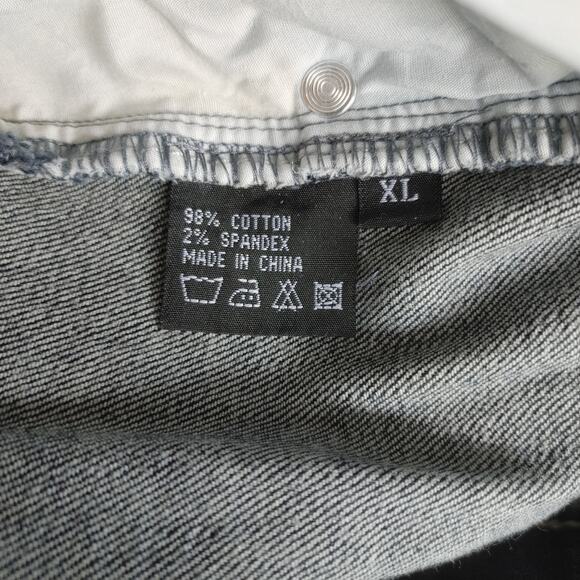 XL
98% COTTON
2% SPANDEX
MADE IN CHINA